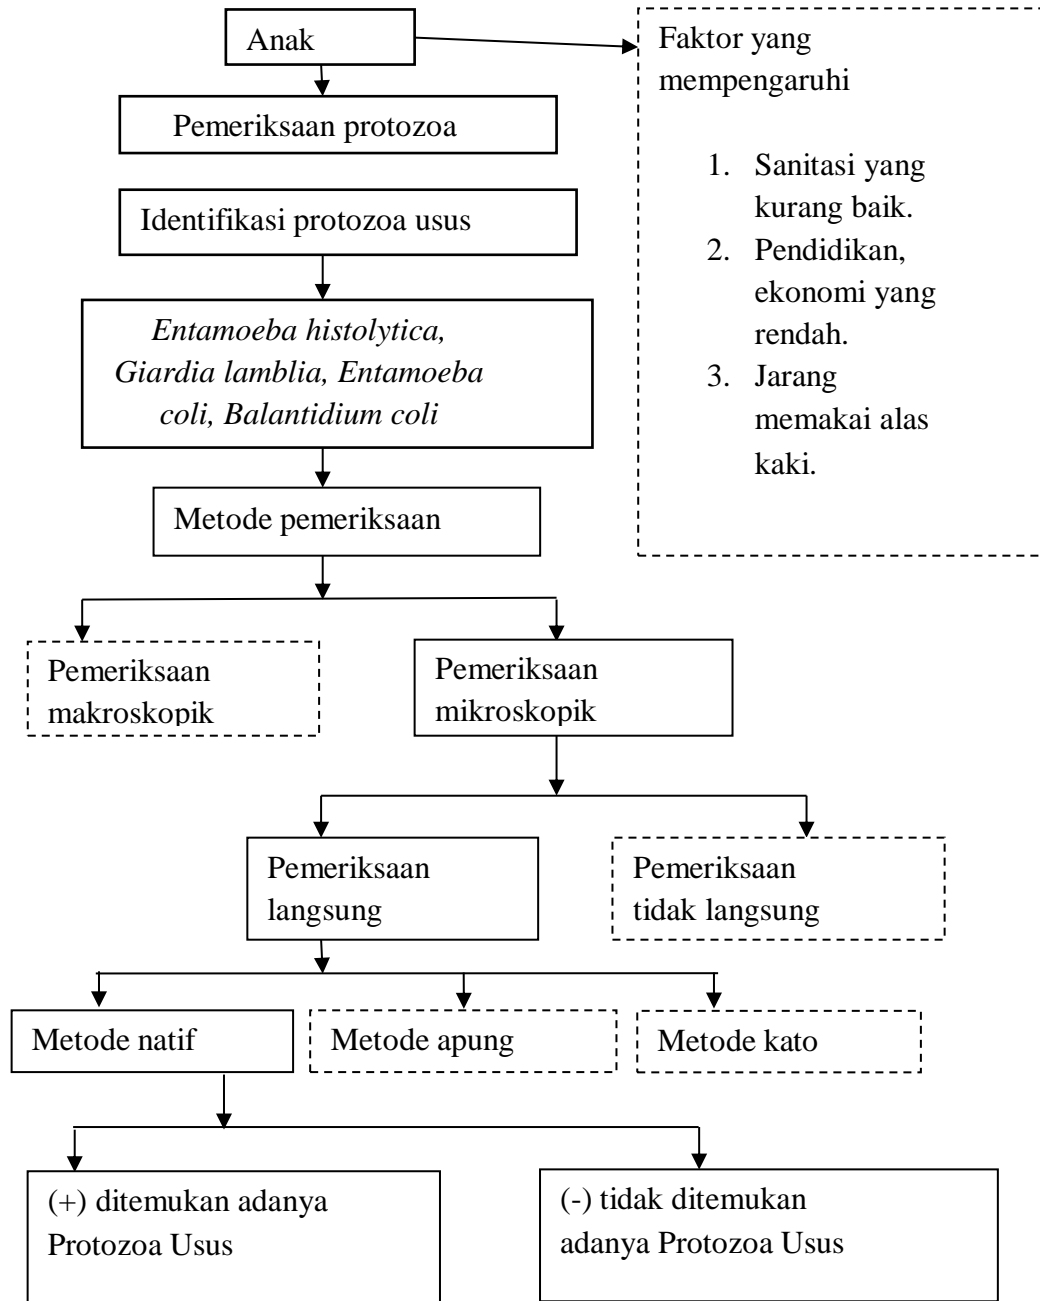 Anak
Faktor yang
mempengaruhi
1. Sanitasi yang
kurang baik.
2. Pendidikan,
ekonomi yang
rendah.
3. Jarang
memakai alas
kaki.
Pemeriksaan protozoa
Identifikasi protozoa usus
Entamoeba histolytica,
Giardia lamblia, Entamoeba
coli, Balantidium coli
Metode pemeriksaan
Pemeriksaan
makroskopik
Pemeriksaan
mikroskopik
Pemeriksaan
langsung
Pemeriksaan
tidak langsung
Metode natif
Metode apung
Metode kato
(+) ditemukan adanya
Protozoa Usus
(-) tidak ditemukan
adanya Protozoa Usus